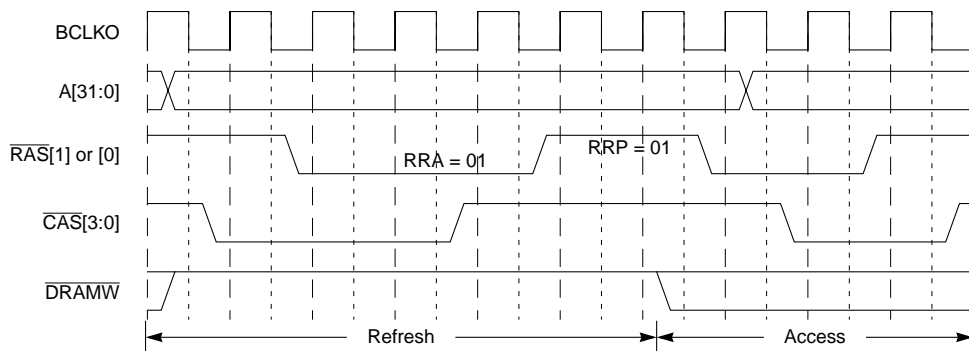 BCLKO
A[31:0]
RAS[1] or [0]
RRA = 01
RRP = 01
CAS[3:0]
DRAMW
Refresh
Access